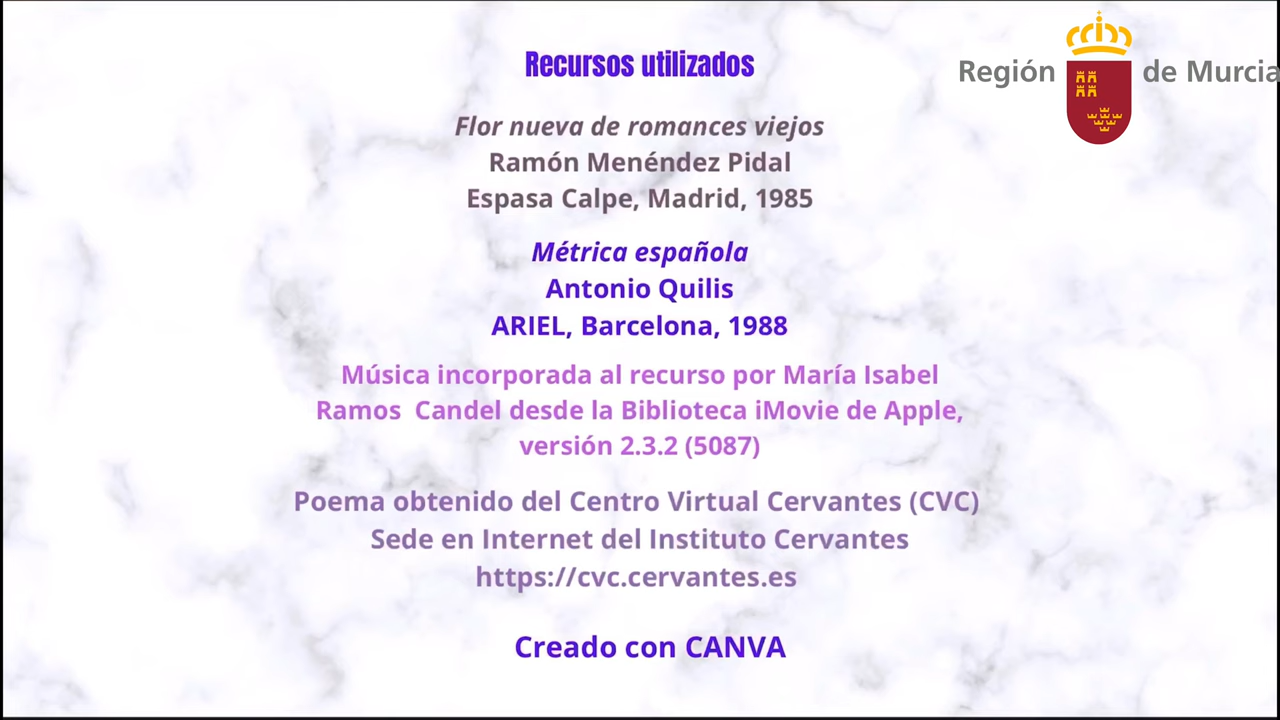 Recursos utilizados
Región de Murcia
Flor nueva de romances viejos
Ramón Menéndez Pidal
Espasa Calpe, Madrid, 1985
Métrica española
Antonio Quilis
ARIEL, Barcelona, 1988
Música incorporada al recurso por María Isabel
Ramos Candel desde la Biblioteca iMovie de Apple,
versión 2.3.2 (5087)
Poema obtenido del Centro Virtual Cervantes (CVC)
Sede en Internet del Instituto Cervantes
https://cvc.cervantes.es
Creado con CANVA